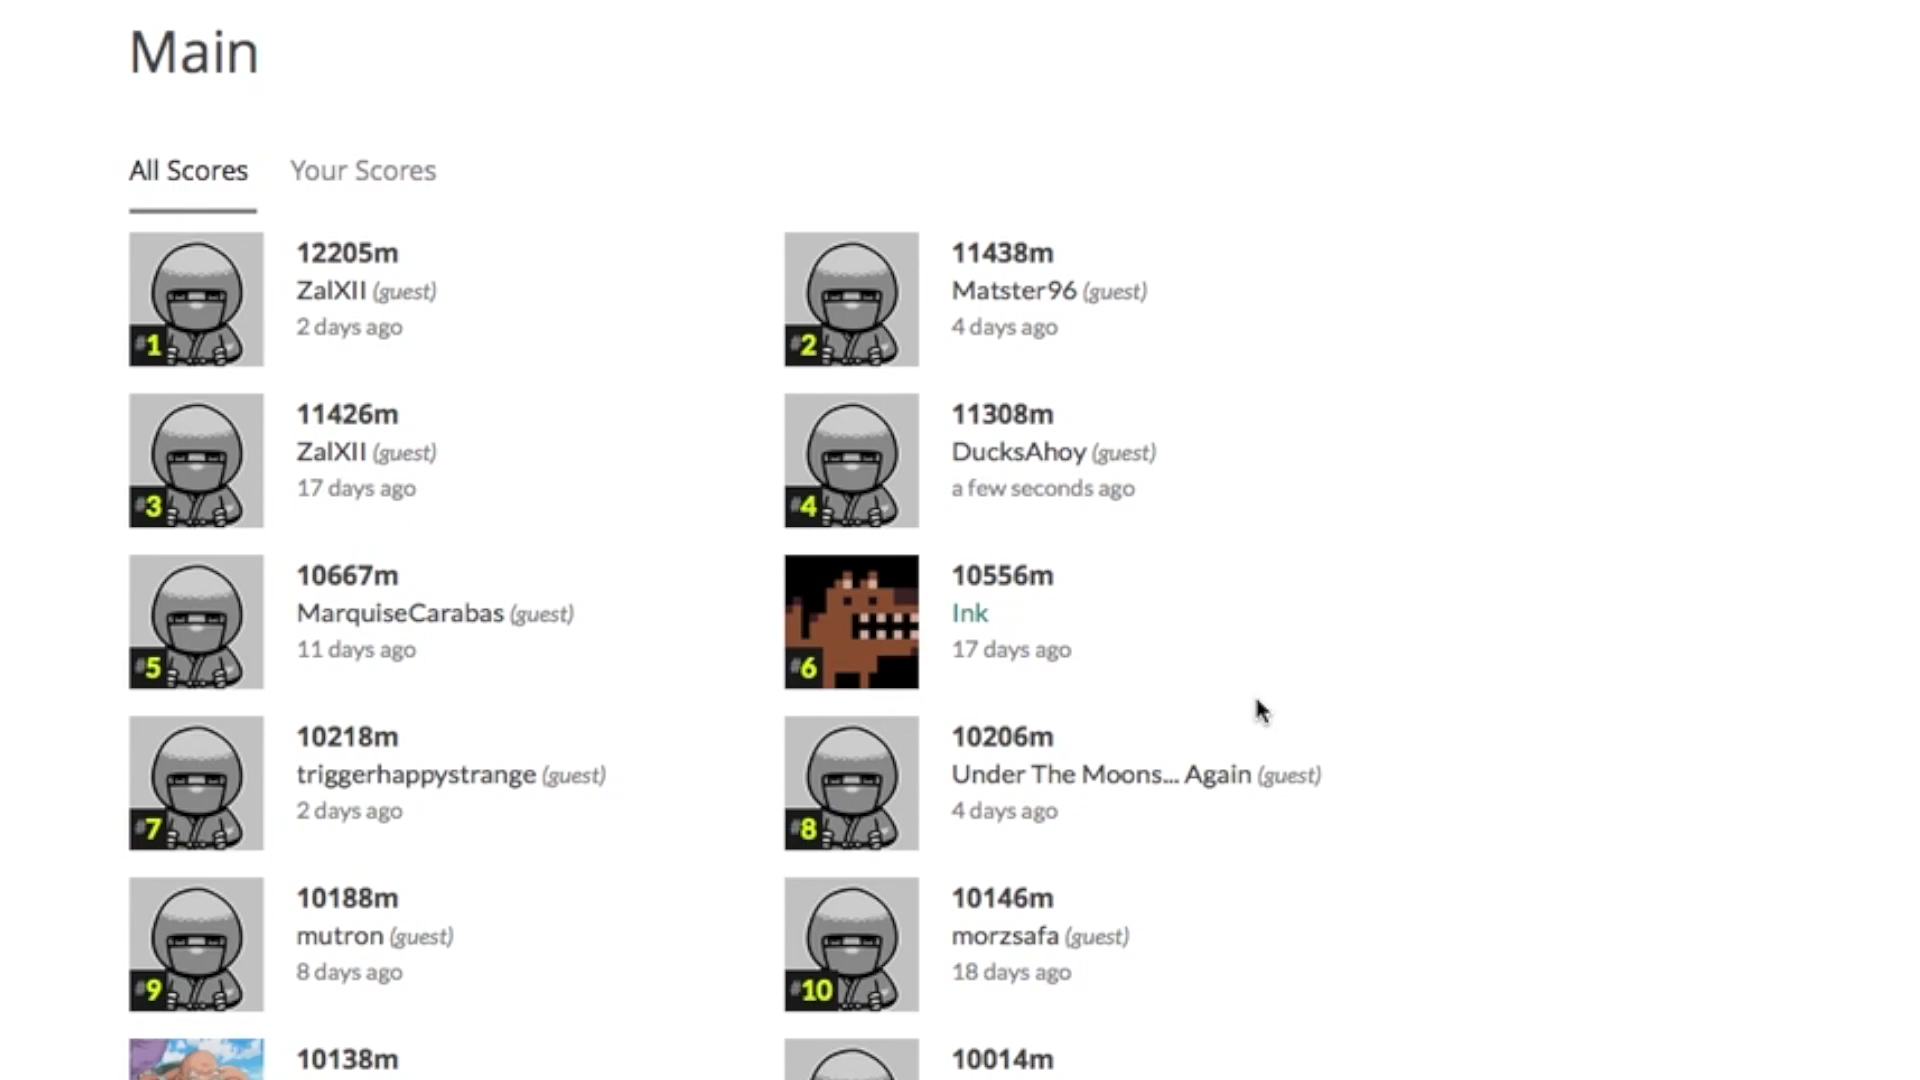 Main
All Scores
Your Scores
#1
12205m
ZalXII (guest)
2 days ago
#2
11438m
Matster96 (guest)
4 days ago
#3
11426m
ZalXII (guest)
17 days ago
#4
11308m
DucksAhoy (guest)
a few seconds ago
#5
10667m
MarquiseCarabas (guest)
11 days ago
#6
10556m
Ink
17 days ago
#7
10218m
triggerhappystrange (guest)
2 days ago
#8
10206m
Under The Moons... Again (guest)
4 days ago
#9
10188m
mutron (guest)
8 days ago
#10
10146m
morzsafa (guest)
18 days ago
10138m
10014m